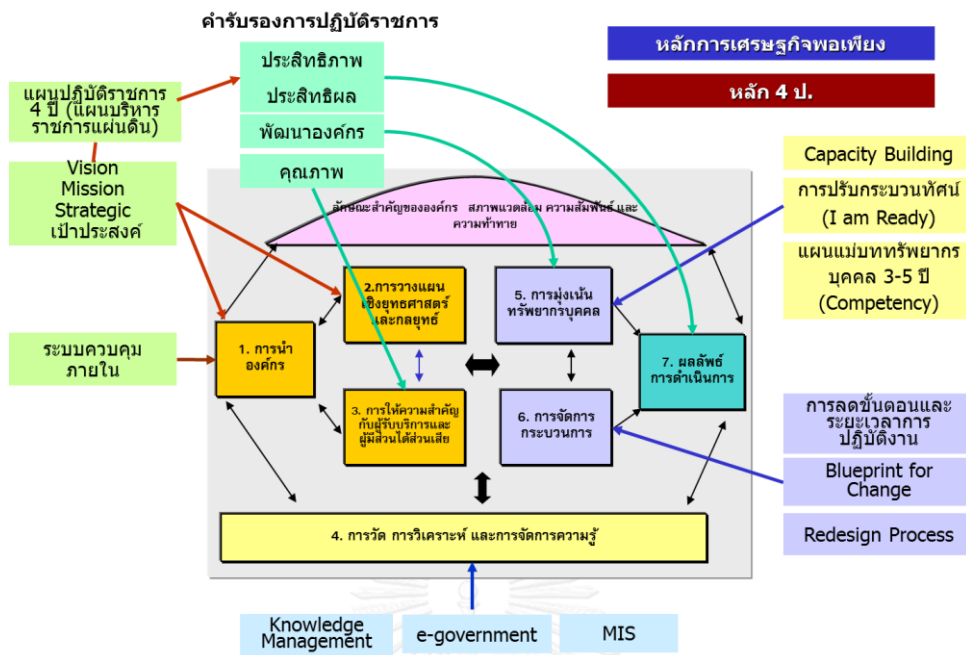 คำรับรองการปฏิบัติราชการ
ประสิทธิภาพ
ประสิทธิผล
พัฒนาองค์กร
คุณภาพ
หลักการเศรษฐกิจพอเพียง
หลัก 4 ป.
แผนปฏิบัติราชการ
4 ปี (แผนบริหาร
ราชการแผ่นดิน)
Vision
Mission
Strategic
เป้าประสงค์
ระบบควบคุม
ภายใน
ลักษณะสำคัญขององค์กร สภาพแวดล้อม ความสัมพันธ์ และ
ความท้าทาย
1. การนำ
องค์กร
2.การวางแผน
เชิงยุทธศาสตร์
และกลยุทธ์
3. การให้ความสำคัญ
กับผู้รับบริการและ
ผู้มีส่วนได้ส่วนเสีย
5. การมุ่งเน้น
ทรัพยากรบุคคล
6. การจัดการ
กระบวนการ
7. ผลลัพธ์
การดำเนินการ
4. การวัด การวิเคราะห์ และการจัดการความรู้
Capacity Building
การปรับกระบวนทัศน์
(I am Ready)
แผนแม่บททรัพยากร
บุคคล 3-5 ปี
(Competency)
การลดขั้นตอนและ
ระยะเวลาการ
ปฏิบัติงาน
Blueprint for
Change
Redesign Process
Knowledge
Management
e-government
MIS